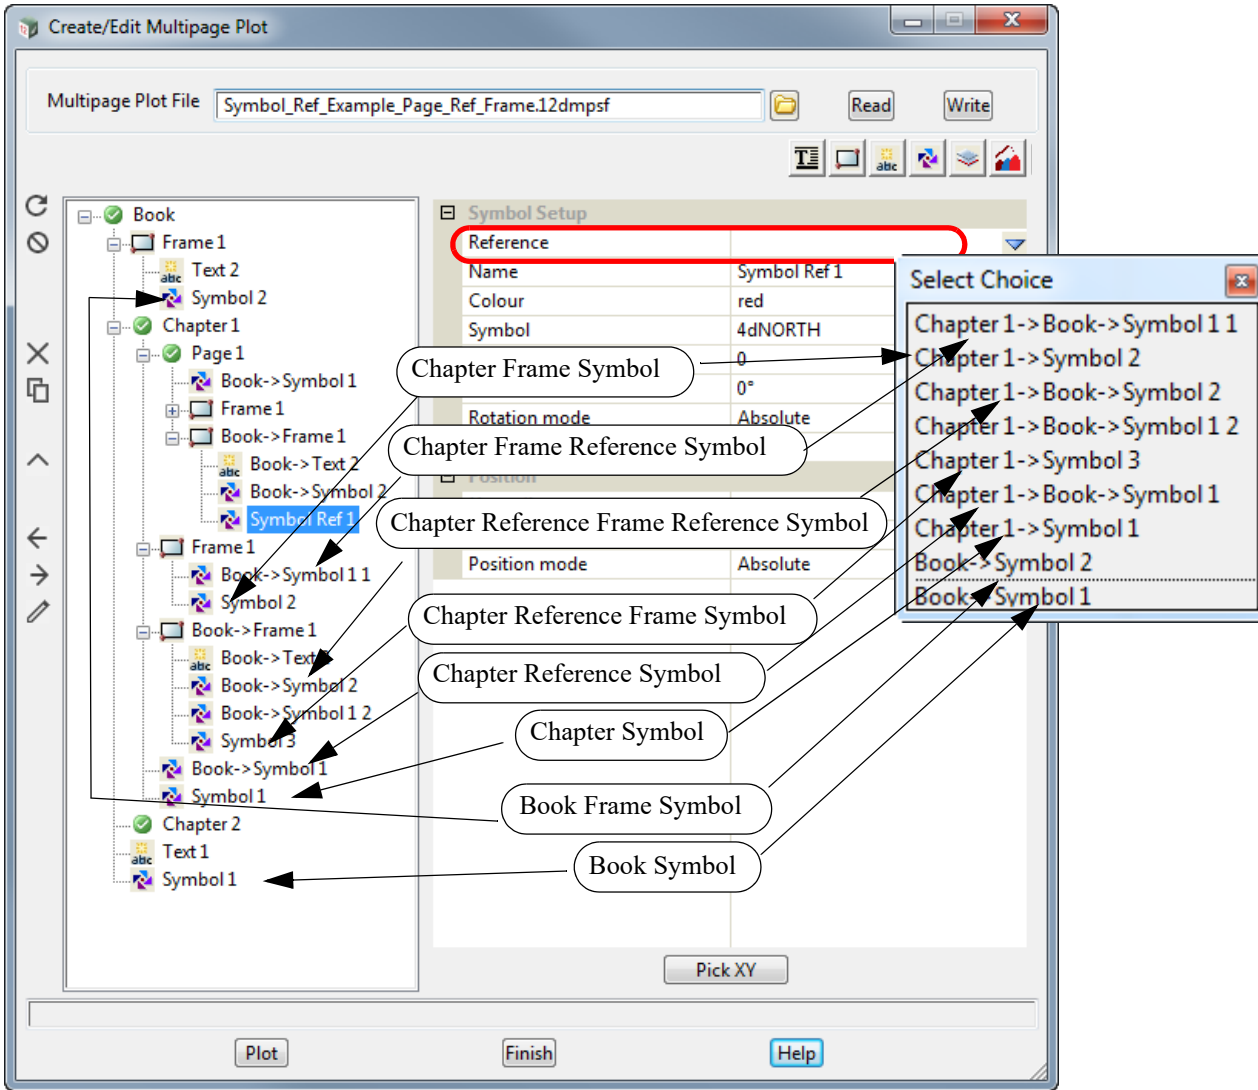 Create/Edit Multipage Plot
Multipage Plot File
Symbol_Ref_Example_Page_Ref_Frame.12dmpsf
Read
Write
Book
Frame 1
Text 2
Symbol 2
Chapter 1
Page 1
Book->Symbol 1
Frame 1
Book->Frame 1
Book->Text 2
Book->Symbol 2
Symbol Ref 1
Frame 1
Book->Symbol 1 1
Symbol 2
Book->Frame 1
Book->Text
Book->Symbol 2
Book->Symbol 1 2
Symbol 3
Book->Symbol 1
Symbol 1
Chapter 2
Text 1
Symbol 1
Symbol Setup
Reference
Name Symbol Ref 1
Colour red
Symbol 4dNORTH
0
0°
Rotation mode Absolute
Position
Position mode Absolute
Chapter Frame Symbol
Chapter Frame Reference Symbol
Chapter Reference Frame Reference Symbol
Chapter Reference Frame Symbol
Chapter Reference Symbol
Chapter Symbol
Book Frame Symbol
Book Symbol
Select Choice
Chapter 1->Book->Symbol 1 1
Chapter 1->Symbol 2
Chapter 1->Book->Symbol 2
Chapter 1->Book->Symbol 1 2
Chapter 1->Symbol 3
Chapter 1->Book->Symbol 1
Chapter 1->Symbol 1
Book->Symbol 2
Book->Symbol 1
Pick XY
Plot
Finish
Help